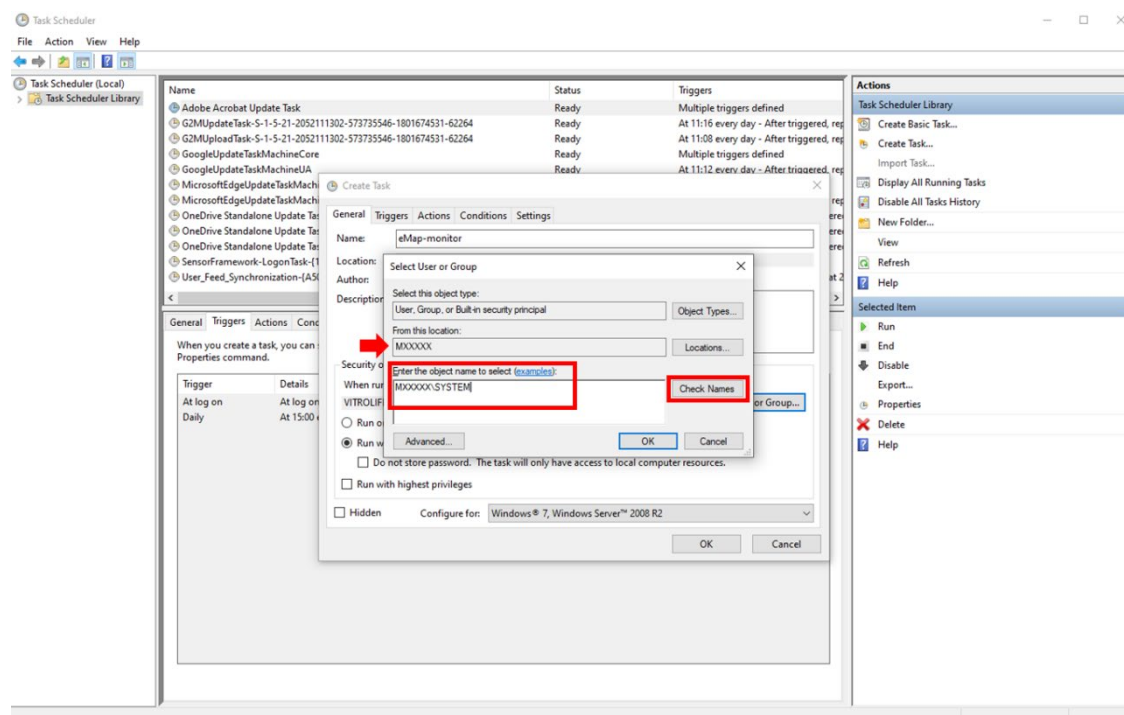 Task Scheduler
File Action View Help
Task Scheduler (Local)
Task Scheduler Library
Name Status Triggers
Adobe Acrobat Update Task Ready Multiple triggers defined
G2MUpdateTask-S-1-5-21-2052111302-573735546-1801674531-62264 Ready At 11:16 every day - After triggered, rep
G2MUploadTask-S-1-5-21-2052111302-573735546-1801674531-62264 Ready At 11:08 every day - After triggered, rep
GoogleUpdateTaskMachineCore Ready Multiple triggers defined
GoogleUpdateTaskMachineUA Ready At 11:12 every day - After triggered, rep
MicrosoftEdgeUpdateTaskMachi
MicrosoftEdgeUpdateTaskMach rep
OneDrive Standalone Update Tas
OneDrive Standalone Update Tas
OneDrive Standalone Update Tas
SensorFramework-LogonTask-{1
User_Feed_Synchronization-{A50 at 2
General Triggers Actions Conc
When you create a task, you can
Properties command.
Trigger Details
At log on At log on
Daily At 15:00
Create Task
General Triggers Actions Conditions Settings
Name: eMap-monitor
Location:
Author:
Description
Security o
When run
VITROLIF or Group...
Run o
Run w
Do not store password. The task will only have access to local computer resources.
Run with highest privileges
Hidden Configure for: Windows® 7, Windows Server™ 2008 R2
OK Cancel
Select User or Group
Select this object type:
User, Group, or Built-in security principal Object Types...
From this location:
MXXXXX Locations...
Enter the object name to select (examples):
MXXXXX\SYSTEM Check Names
Advanced... OK Cancel
Actions
Task Scheduler Library
Create Basic Task...
Create Task...
Import Task...
Display All Running Tasks
Disable All Tasks History
New Folder...
View
Refresh
Help
Selected Item
Run
End
Disable
Export...
Properties
Delete
Help